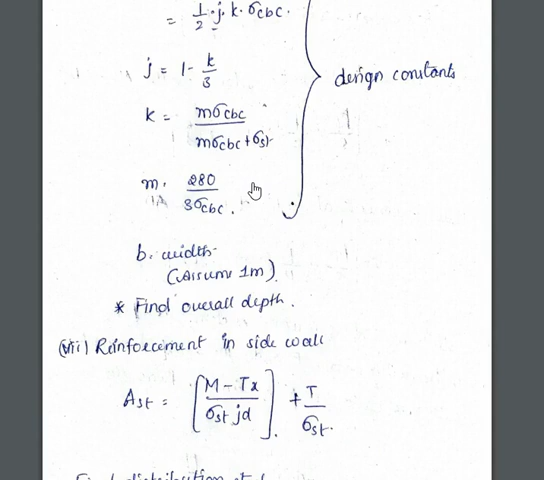 = 1/2 · j · k · σcbc.
j = 1 - k/3
k = mσcbc / mσcbc + σst
design constants
m = 280 / 3σcbc.
b = width
(Assume 1m)
* Find overall depth.
(vii) Reinforcement in side wall
Ast = [M - Tx / σst jd] + T / σst.